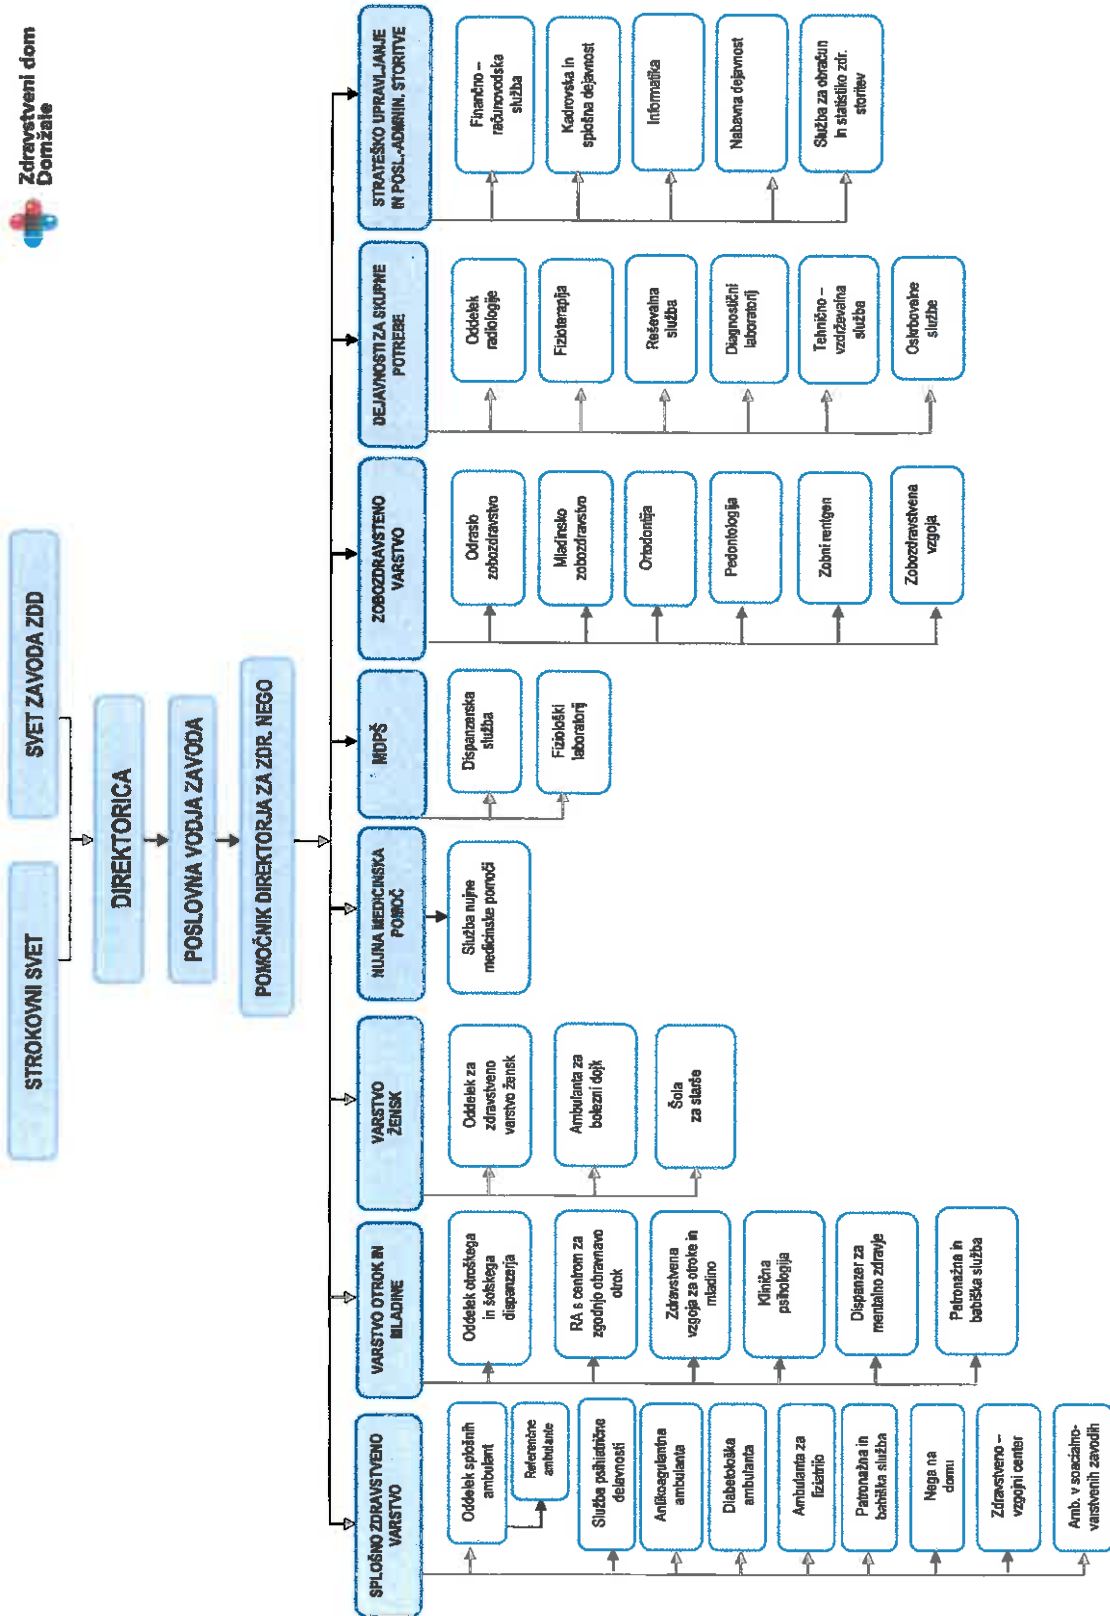 Zdravstveni dom
Domžale
STROKOVNI SVET
SVET ZAVODA ZDD
DIREKTORICA
POSLOVNA VODJA ZAVODA
POMOČNIK DIREKTORJA ZA ZDR. NEGO
SPLOŠNO ZDRAVSTVENO
VARSTVO
Oddelek splošnih
ambulant
Referenčne
ambulante
Služba psihiatrične
delavnosti
Antikoagulantna
ambulanta
Diabetološka
ambulanta
Ambulanta za
fiziatrijo
Patronažna in
babiška služba
Nega na
domu
Zdravstveno –
vzgojni center
Amb. v soacialno-
varstvenih zavodih
VARSTVO OTROK IN
MLADINE
Oddelek otroškega
in šolskega
dispanzerja
RA s centrom za
zgodnjo obravnavo
otrok
Zdravstvena
vzgoja za otroke in
mladino
Klinična
psihologija
Dispanzer za
mentalno zdravje
Patronažna in
babiška služba
VARSTVO
ŽENSK
Oddelek za
zdravstveno
varstvo žensk
Ambulanta za
bolezni dojk
Šola
za starše
NUJNA MEDICINSKA
POMOČ
Služba nujne
medicinske pomoči
MDPŠ
Dispanzerska
služba
Fiziološki
laboratorij
ZOBOZDRAVSTENO
VARSTVO
Odraslo
zobozdravstvo
Mladinsko
zobozdravstvo
Ortodontija
Pedontologija
Zobni rentgen
Zobozdravstvena
vzgoja
DEJAVNOSTI ZA SKUPNE
POTREBE
Oddelek
radiologije
Fizioterapija
Reševalna
služba
Diagnostični
laboratorij
Tehnično –
vzdrževalna
služba
Oskrbovalne
službe
STRATEŠKO UPRAVLJANJE
IN POSL.-ADMNIN. STORITVE
Finančno –
računovodska
služba
Kadrovska in
splošna dejavnost
Informatika
Nabavna dejavnost
Služba za obračun
in statistiko zdr.
storitev